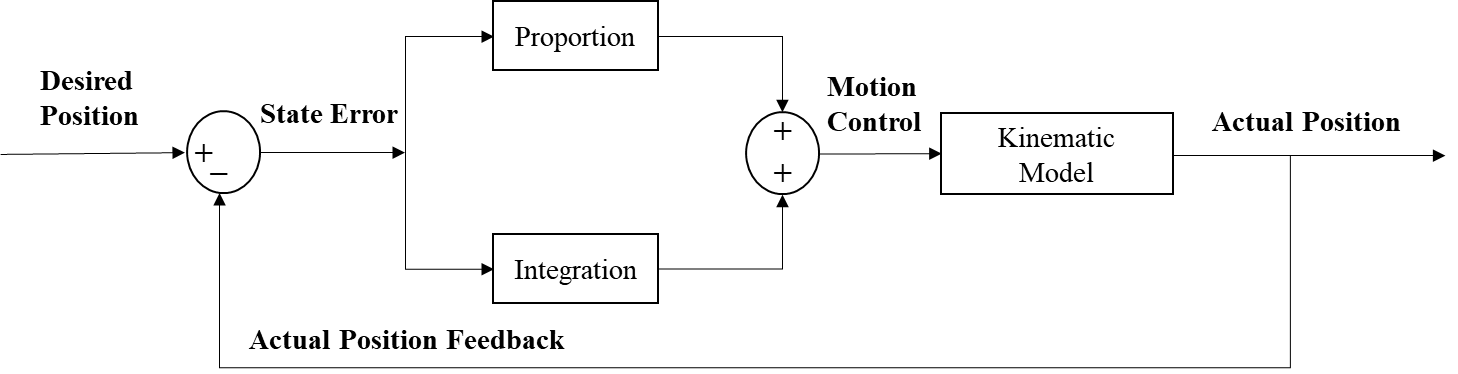 Proportion
Desired
Position
State Error
+
−
+
+
Motion
Control
Kinematic
Model
Actual Position
Integration
Actual Position Feedback